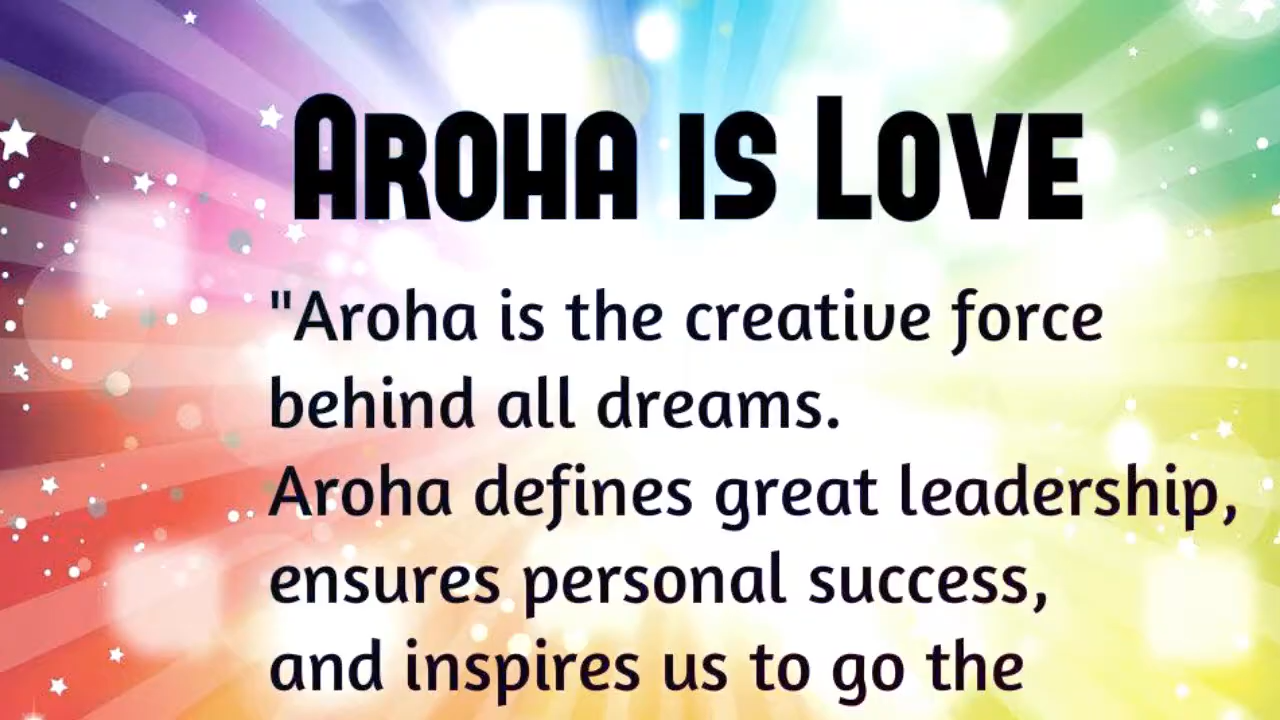 Aroha is Love
"Aroha is the creative force
behind all dreams.
Aroha defines great leadership,
ensures personal success,
and inspires us to go the